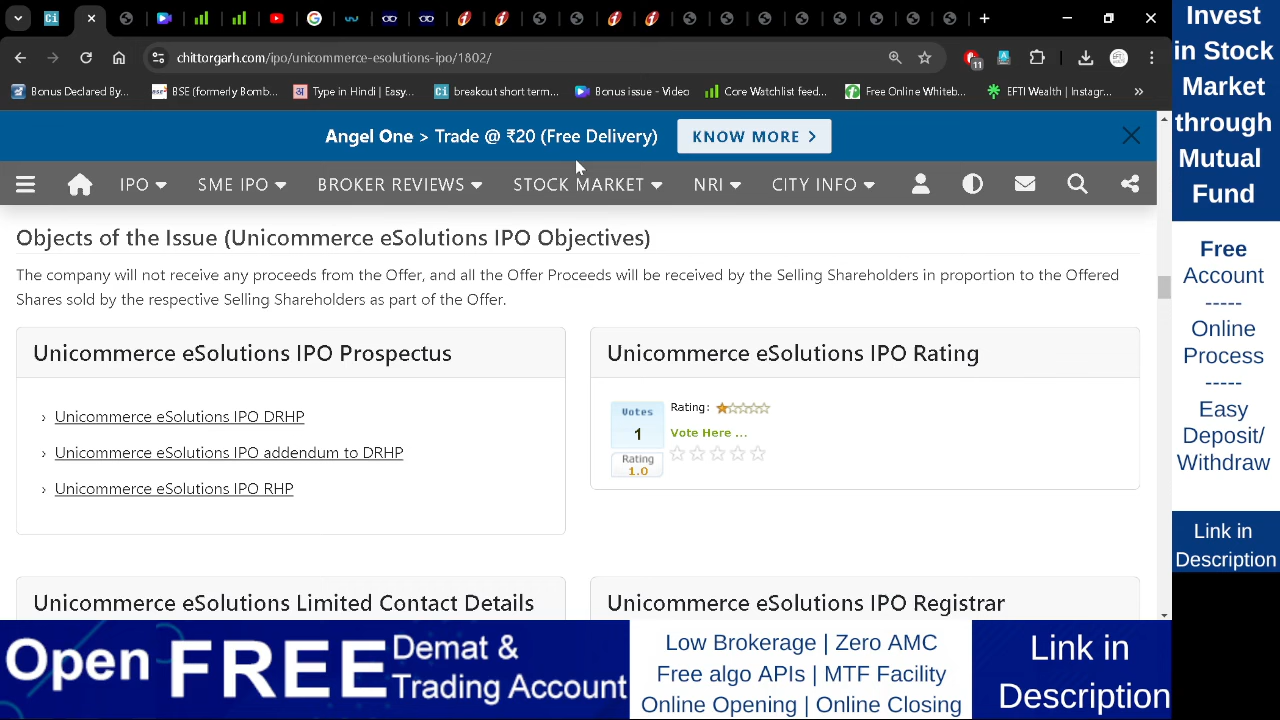 chittorgarh.com/ipo/unicommerce-esolutions-ipo/1802/
11
Bonus Declared By...
BSE (formerly Bomb...
Type in Hindi | Easy...
breakout short term...
Bonus issue - Video
Core Watchlist feed...
Free Online Whiteb...
EFTI Wealth | Instagr...
Angel One > Trade @ ₹20 (Free Delivery)
KNOW MORE >
IPO
SME IPO
BROKER REVIEWS
STOCK MARKET
NRI
CITY INFO
Objects of the Issue (Unicommerce eSolutions IPO Objectives)
The company will not receive any proceeds from the Offer, and all the Offer Proceeds will be received by the Selling Shareholders in proportion to the Offered
Shares sold by the respective Selling Shareholders as part of the Offer.
Unicommerce eSolutions IPO Prospectus
› Unicommerce eSolutions IPO DRHP
› Unicommerce eSolutions IPO addendum to DRHP
› Unicommerce eSolutions IPO RHP
Unicommerce eSolutions IPO Rating
Votes
1
Rating
1.0
Rating:
Vote Here ...
Unicommerce eSolutions Limited Contact Details
Unicommerce eSolutions IPO Registrar
Invest
in Stock
Market
through
Mutual
Fund
Free
Account
-----
Online
Process
-----
Easy
Deposit/
Withdraw
Link in
Description
Open FREE
Demat &
Trading Account
Low Brokerage | Zero AMC
Free algo APIs | MTF Facility
Online Opening | Online Closing
Link in
Description